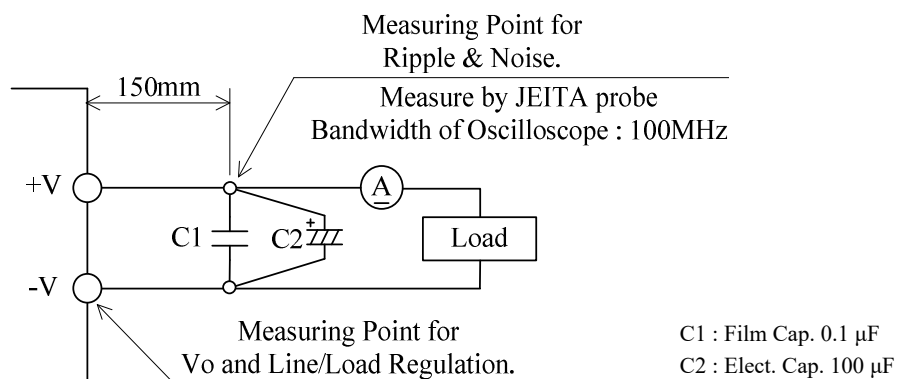 Measuring Point for
Ripple & Noise.
150mm
Measure by JEITA probe
Bandwidth of Oscilloscope : 100MHz
+V
A
C1
+
C2
Load
-V
Measuring Point for
Vo and Line/Load Regulation.
C1 : Film Cap. 0.1 μF
C2 : Elect. Cap. 100 μF